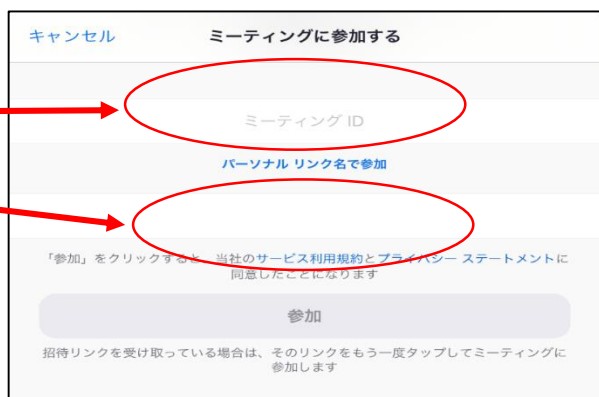 キャンセル ミーティングに参加する
ミーティング ID
パーソナル リンク名で参加
「参加」をクリックすると、当社のサービス利用規約とプライバシー ステートメントに
同意したことになります
参加
招待リンクを受け取っている場合は、そのリンクをもう一度タップしてミーティングに
参加します